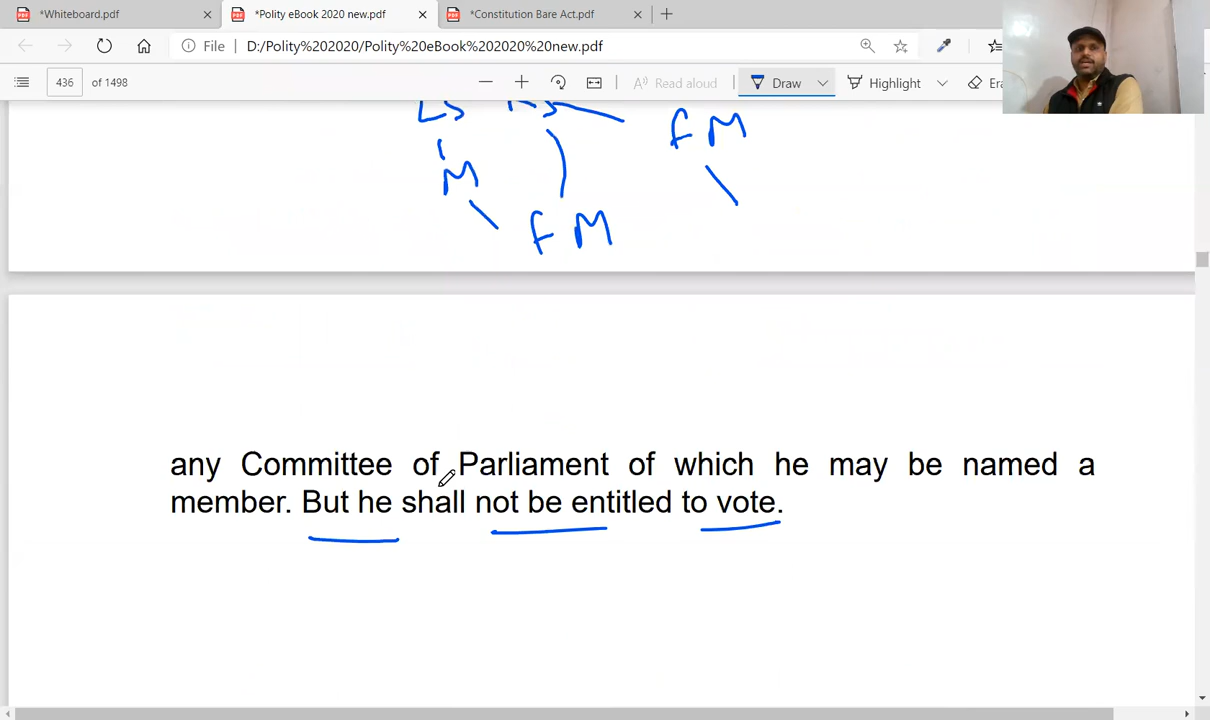 *Whiteboard.pdf
*Polity eBook 2020 new.pdf
*Constitution Bare Act.pdf
File D:/Polity%202020/Polity%20eBook%202020%20new.pdf
436 of 1498
Read aloud
Draw
Highlight
LS RS
F M
M
F M
any Committee of Parliament of which he may be named a
member. But he shall not be entitled to vote.